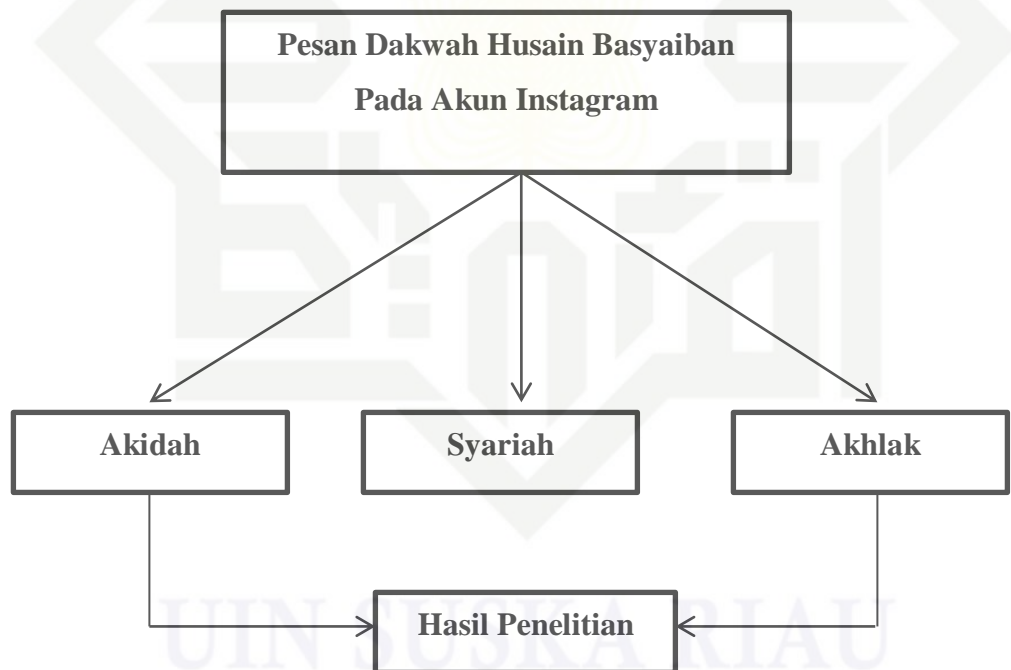 Pesan Dakwah Husain Basyaiban
Pada Akun Instagram
Akidah
Syariah
Akhlak
Hasil Penelitian
UIN SUSKA RIAU